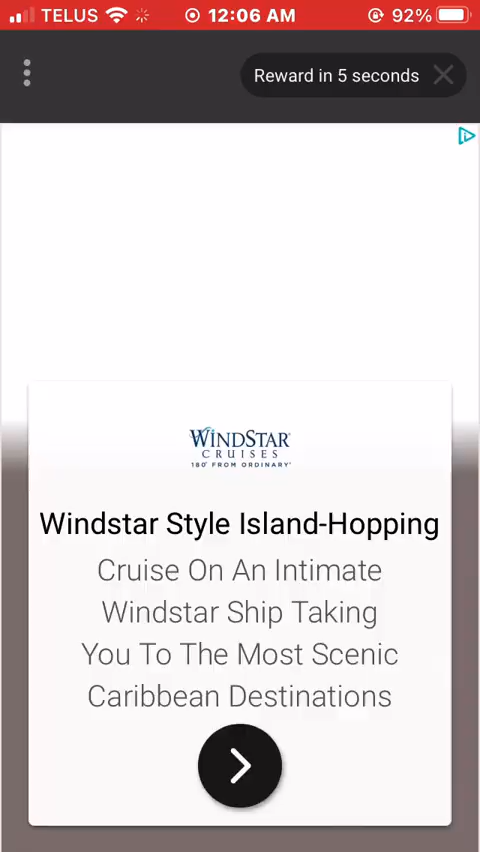 TELUS 12:06 AM 92%
Reward in 5 seconds
WINDSTAR
CRUISES
180° FROM ORDINARY
Windstar Style Island-Hopping
Cruise On An Intimate
Windstar Ship Taking
You To The Most Scenic
Caribbean Destinations